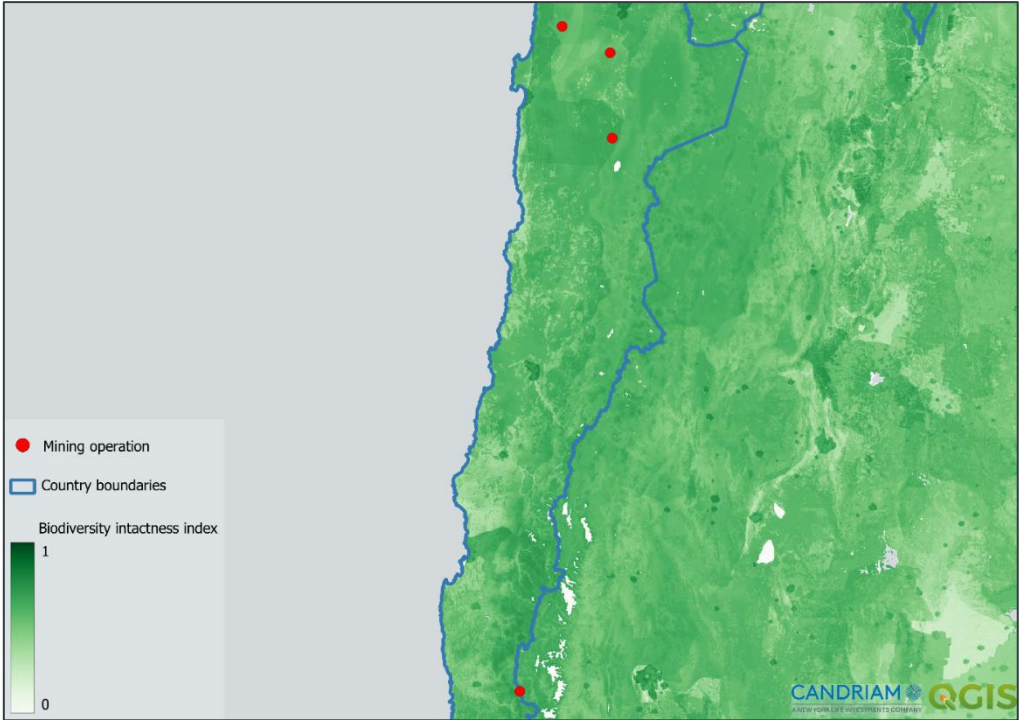 Mining operation
Country boundaries
Biodiversity intactness index
1
0
CANDRIAM
A NEW YORK LIFE INVESTMENTS COMPANY
QGIS